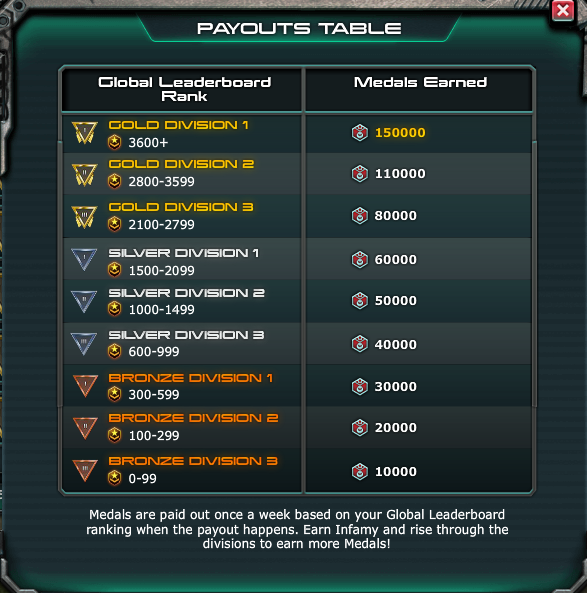 PAYOUTS TABLE
Global Leaderboard
Rank
Medals Earned
GOLD DIVISION 1
3600+
150000
GOLD DIVISION 2
2800-3599
110000
GOLD DIVISION 3
2100-2799
80000
SILVER DIVISION 1
1500-2099
60000
SILVER DIVISION 2
1000-1499
50000
SILVER DIVISION 3
600-999
40000
BRONZE DIVISION 1
300-599
30000
BRONZE DIVISION 2
100-299
20000
BRONZE DIVISION 3
0-99
10000
Medals are paid out once a week based on your Global Leaderboard
ranking when the payout happens. Earn Infamy and rise through the
divisions to earn more Medals!